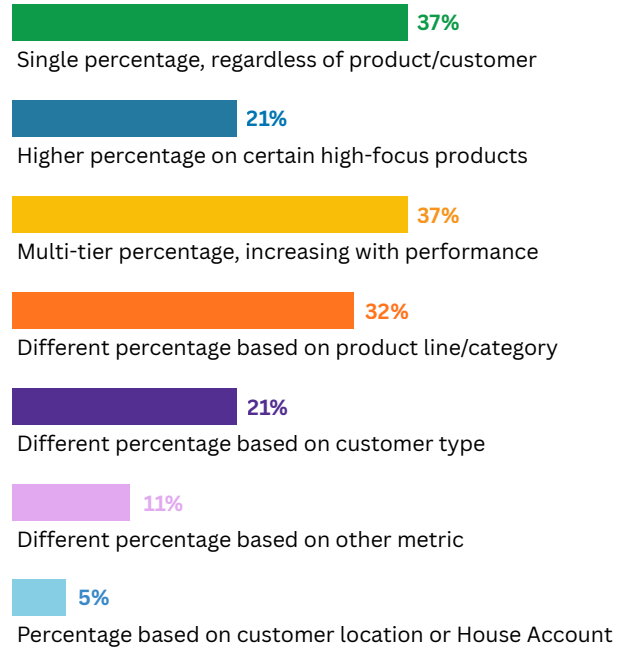 37%
Single percentage, regardless of product/customer
21%
Higher percentage on certain high-focus products
37%
Multi-tier percentage, increasing with performance
32%
Different percentage based on product line/category
21%
Different percentage based on customer type
11%
Different percentage based on other metric
5%
Percentage based on customer location or House Account